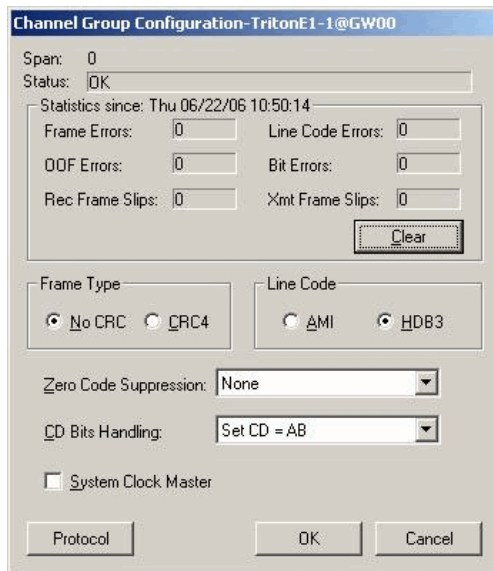 Channel Group Configuration-TritonE1-1@GW00
Span: 0
Status: OK
Statistics since: Thu 06/22/06 10:50:14
Frame Errors: 0 Line Code Errors: 0
OOF Errors: 0 Bit Errors: 0
Rec Frame Slips: 0 Xmt Frame Slips: 0
Clear
Frame Type Line Code
No CRC CRC4 AMI HDB3
Zero Code Suppression: None
CD Bits Handling: Set CD = AB
System Clock Master
Protocol OK Cancel